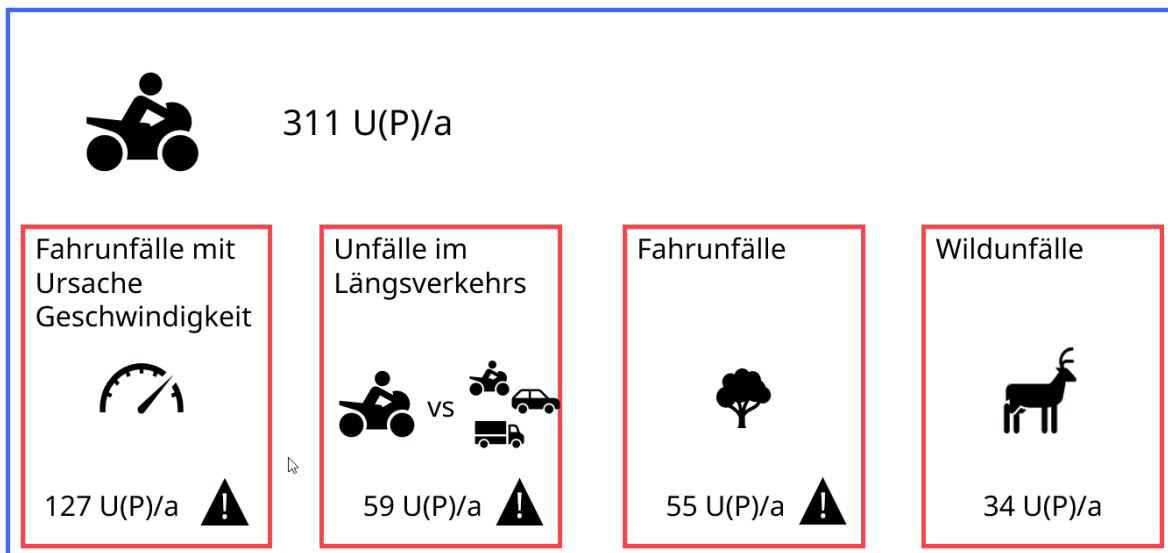 311 U(P)/a
Fahrunfälle mit
Ursache
Geschwindigkeit
127 U(P)/a
!
Unfälle im
Längsverkehrs
vs
59 U(P)/a
!
Fahrunfälle
55 U(P)/a
!
Wildunfälle
34 U(P)/a